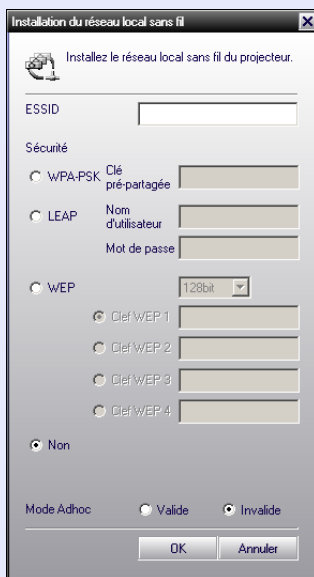 Installation du réseau local sans fil
Installez le réseau local sans fil du projecteur.
ESSID
Sécurité
WPA-PSK Clé pré-partagée
LEAP Nom d'utilisateur
Mot de passe
WEP 128bit
Clef WEP 1
Clef WEP 2
Clef WEP 3
Clef WEP 4
Non
Mode Adhoc Valide Invalide
OK Annuler